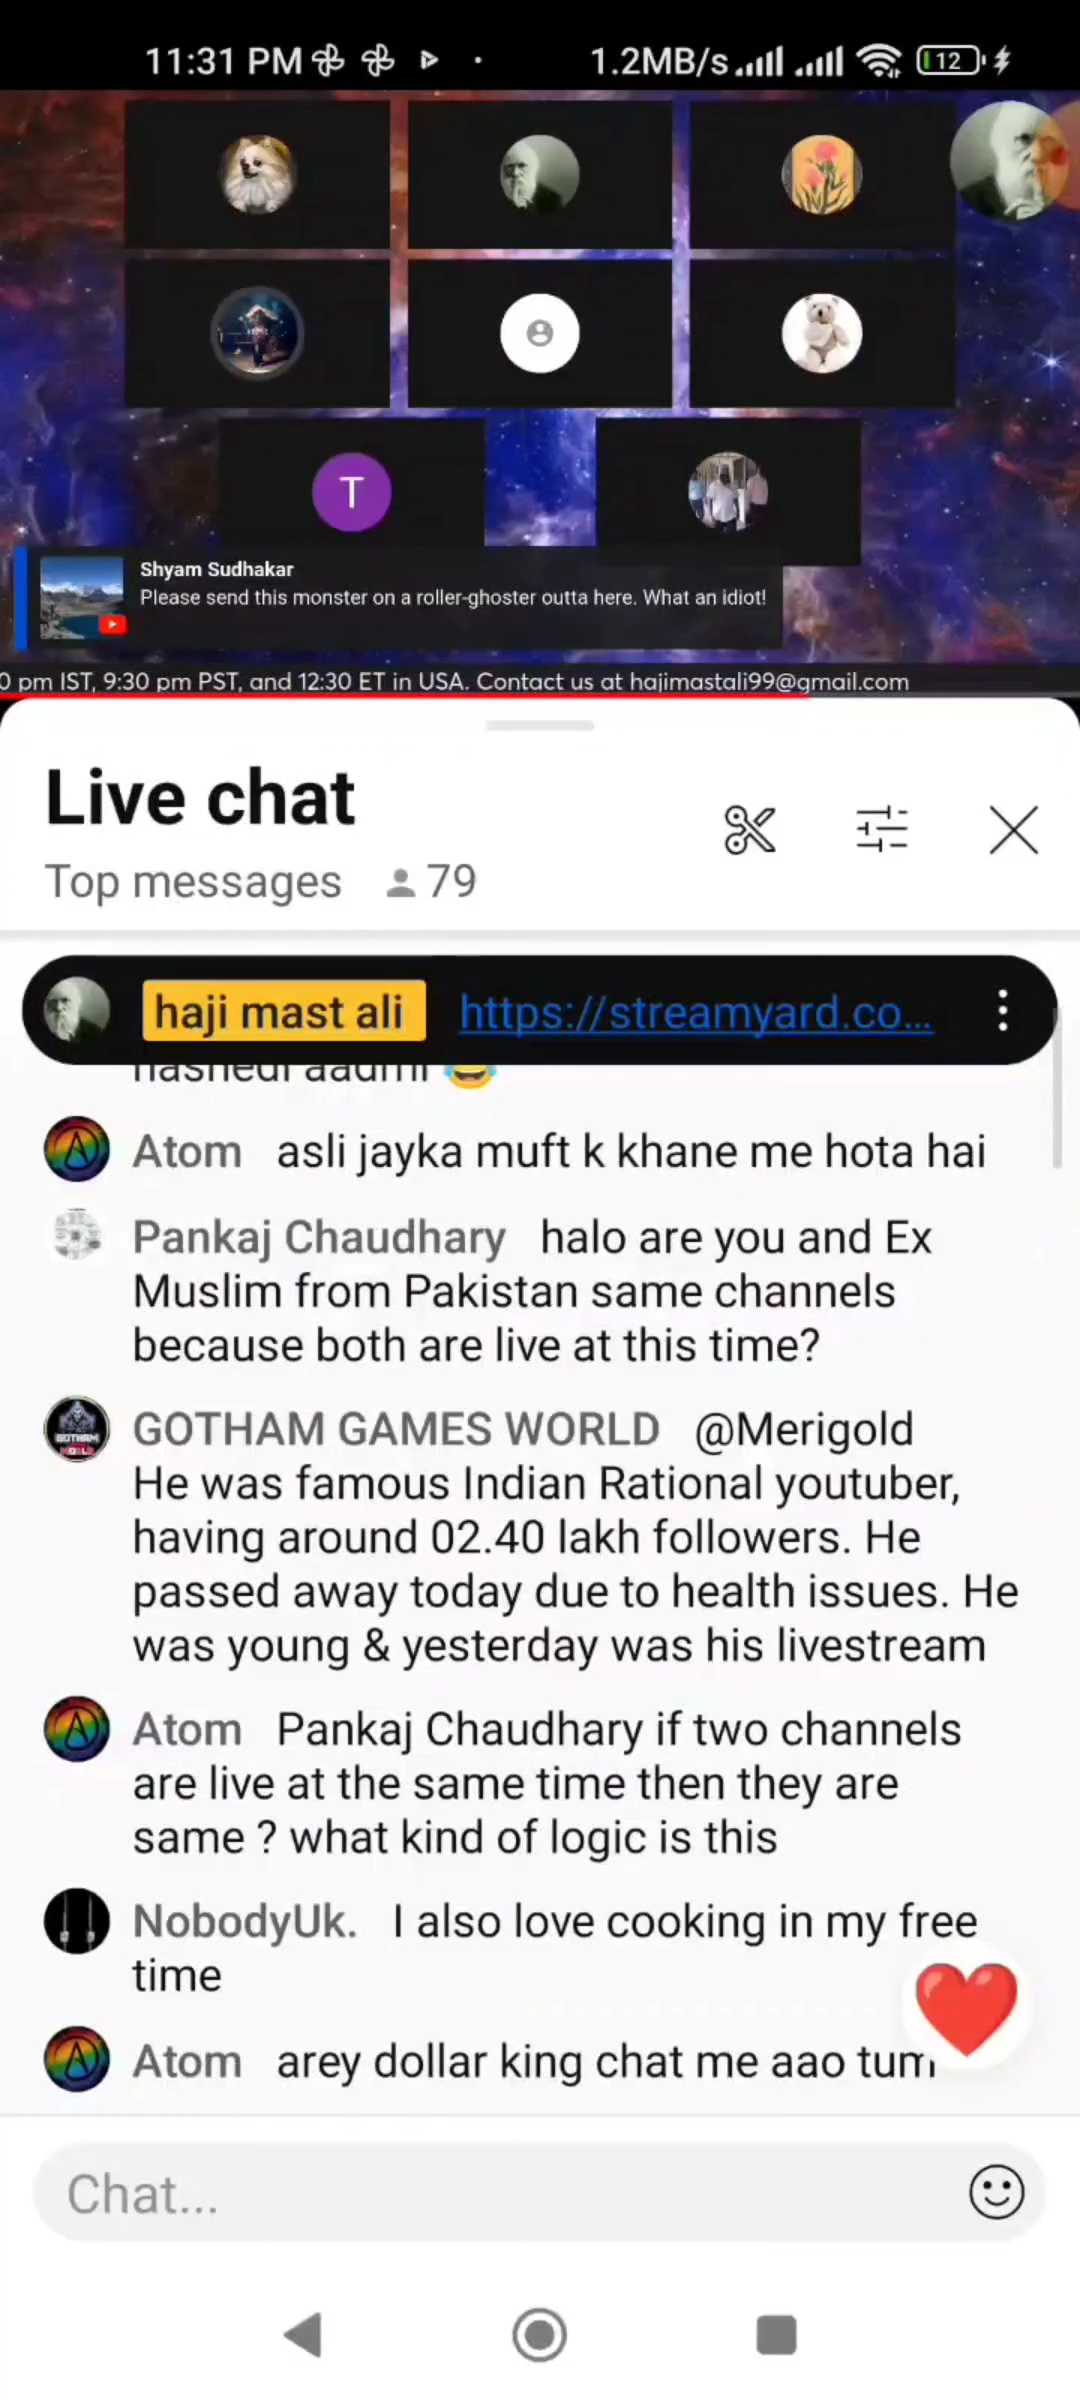 11:31 PM
1.2MB/s
12
T
Shyam Sudhakar
Please send this monster on a roller-ghoster outta here. What an idiot!
0 pm IST, 9:30 pm PST, and 12:30 ET in USA. Contact us at hajimastali99@gmail.com
Live chat
Top messages 79
haji mast ali https://streamyard.co...
nashedi aadmi 😂
Atom asli jayka muft k khane me hota hai
Pankaj Chaudhary halo are you and Ex
Muslim from Pakistan same channels
because both are live at this time?
GOTHAM GAMES WORLD @Merigold
He was famous Indian Rational youtuber,
having around 02.40 lakh followers. He
passed away today due to health issues. He
was young & yesterday was his livestream
Atom Pankaj Chaudhary if two channels
are live at the same time then they are
same ? what kind of logic is this
NobodyUk. I also love cooking in my free
time
Atom arey dollar king chat me aao tum
Chat...